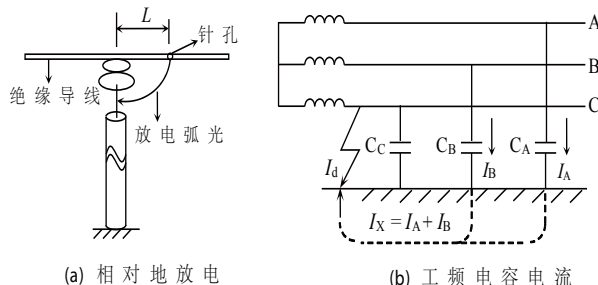 L
针孔
绝缘导线
放电弧光
(a) 相对地放电
A
B
C
C_C
C_B
C_A
I_d
I_B
I_A
I_X = I_A + I_B
(b) 工频电容电流